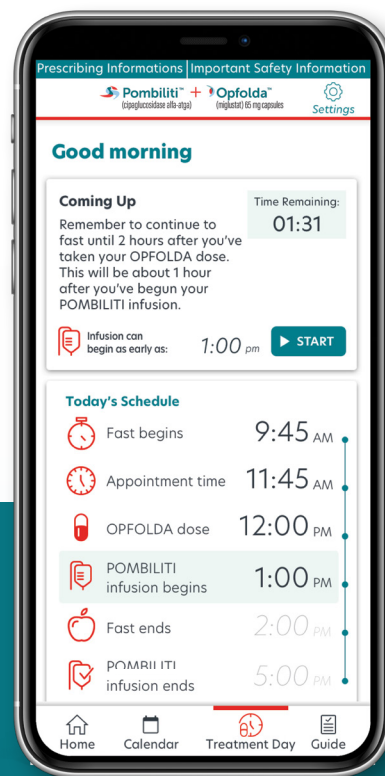 Prescribing Informations | Important Safety Information
Pombiliti™ + Opfolda™
(cipaglucosidase alfa-atga) (miglustat) 65 mg capsules
Settings
Good morning
Coming Up
Remember to continue to
fast until 2 hours after you've
taken your OPFOLDA dose.
This will be about 1 hour
after you've begun your
POMBILITI infusion.
Time Remaining:
01:31
Infusion can
begin as early as:
1:00 pm
START
Today's Schedule
Fast begins 9:45 AM
Appointment time 11:45 AM
OPFOLDA dose 12:00 PM
POMBILITI
infusion begins 1:00 PM
Fast ends 2:00 PM
POMBILITI
infusion ends 5:00 PM
Home Calendar Treatment Day Guide